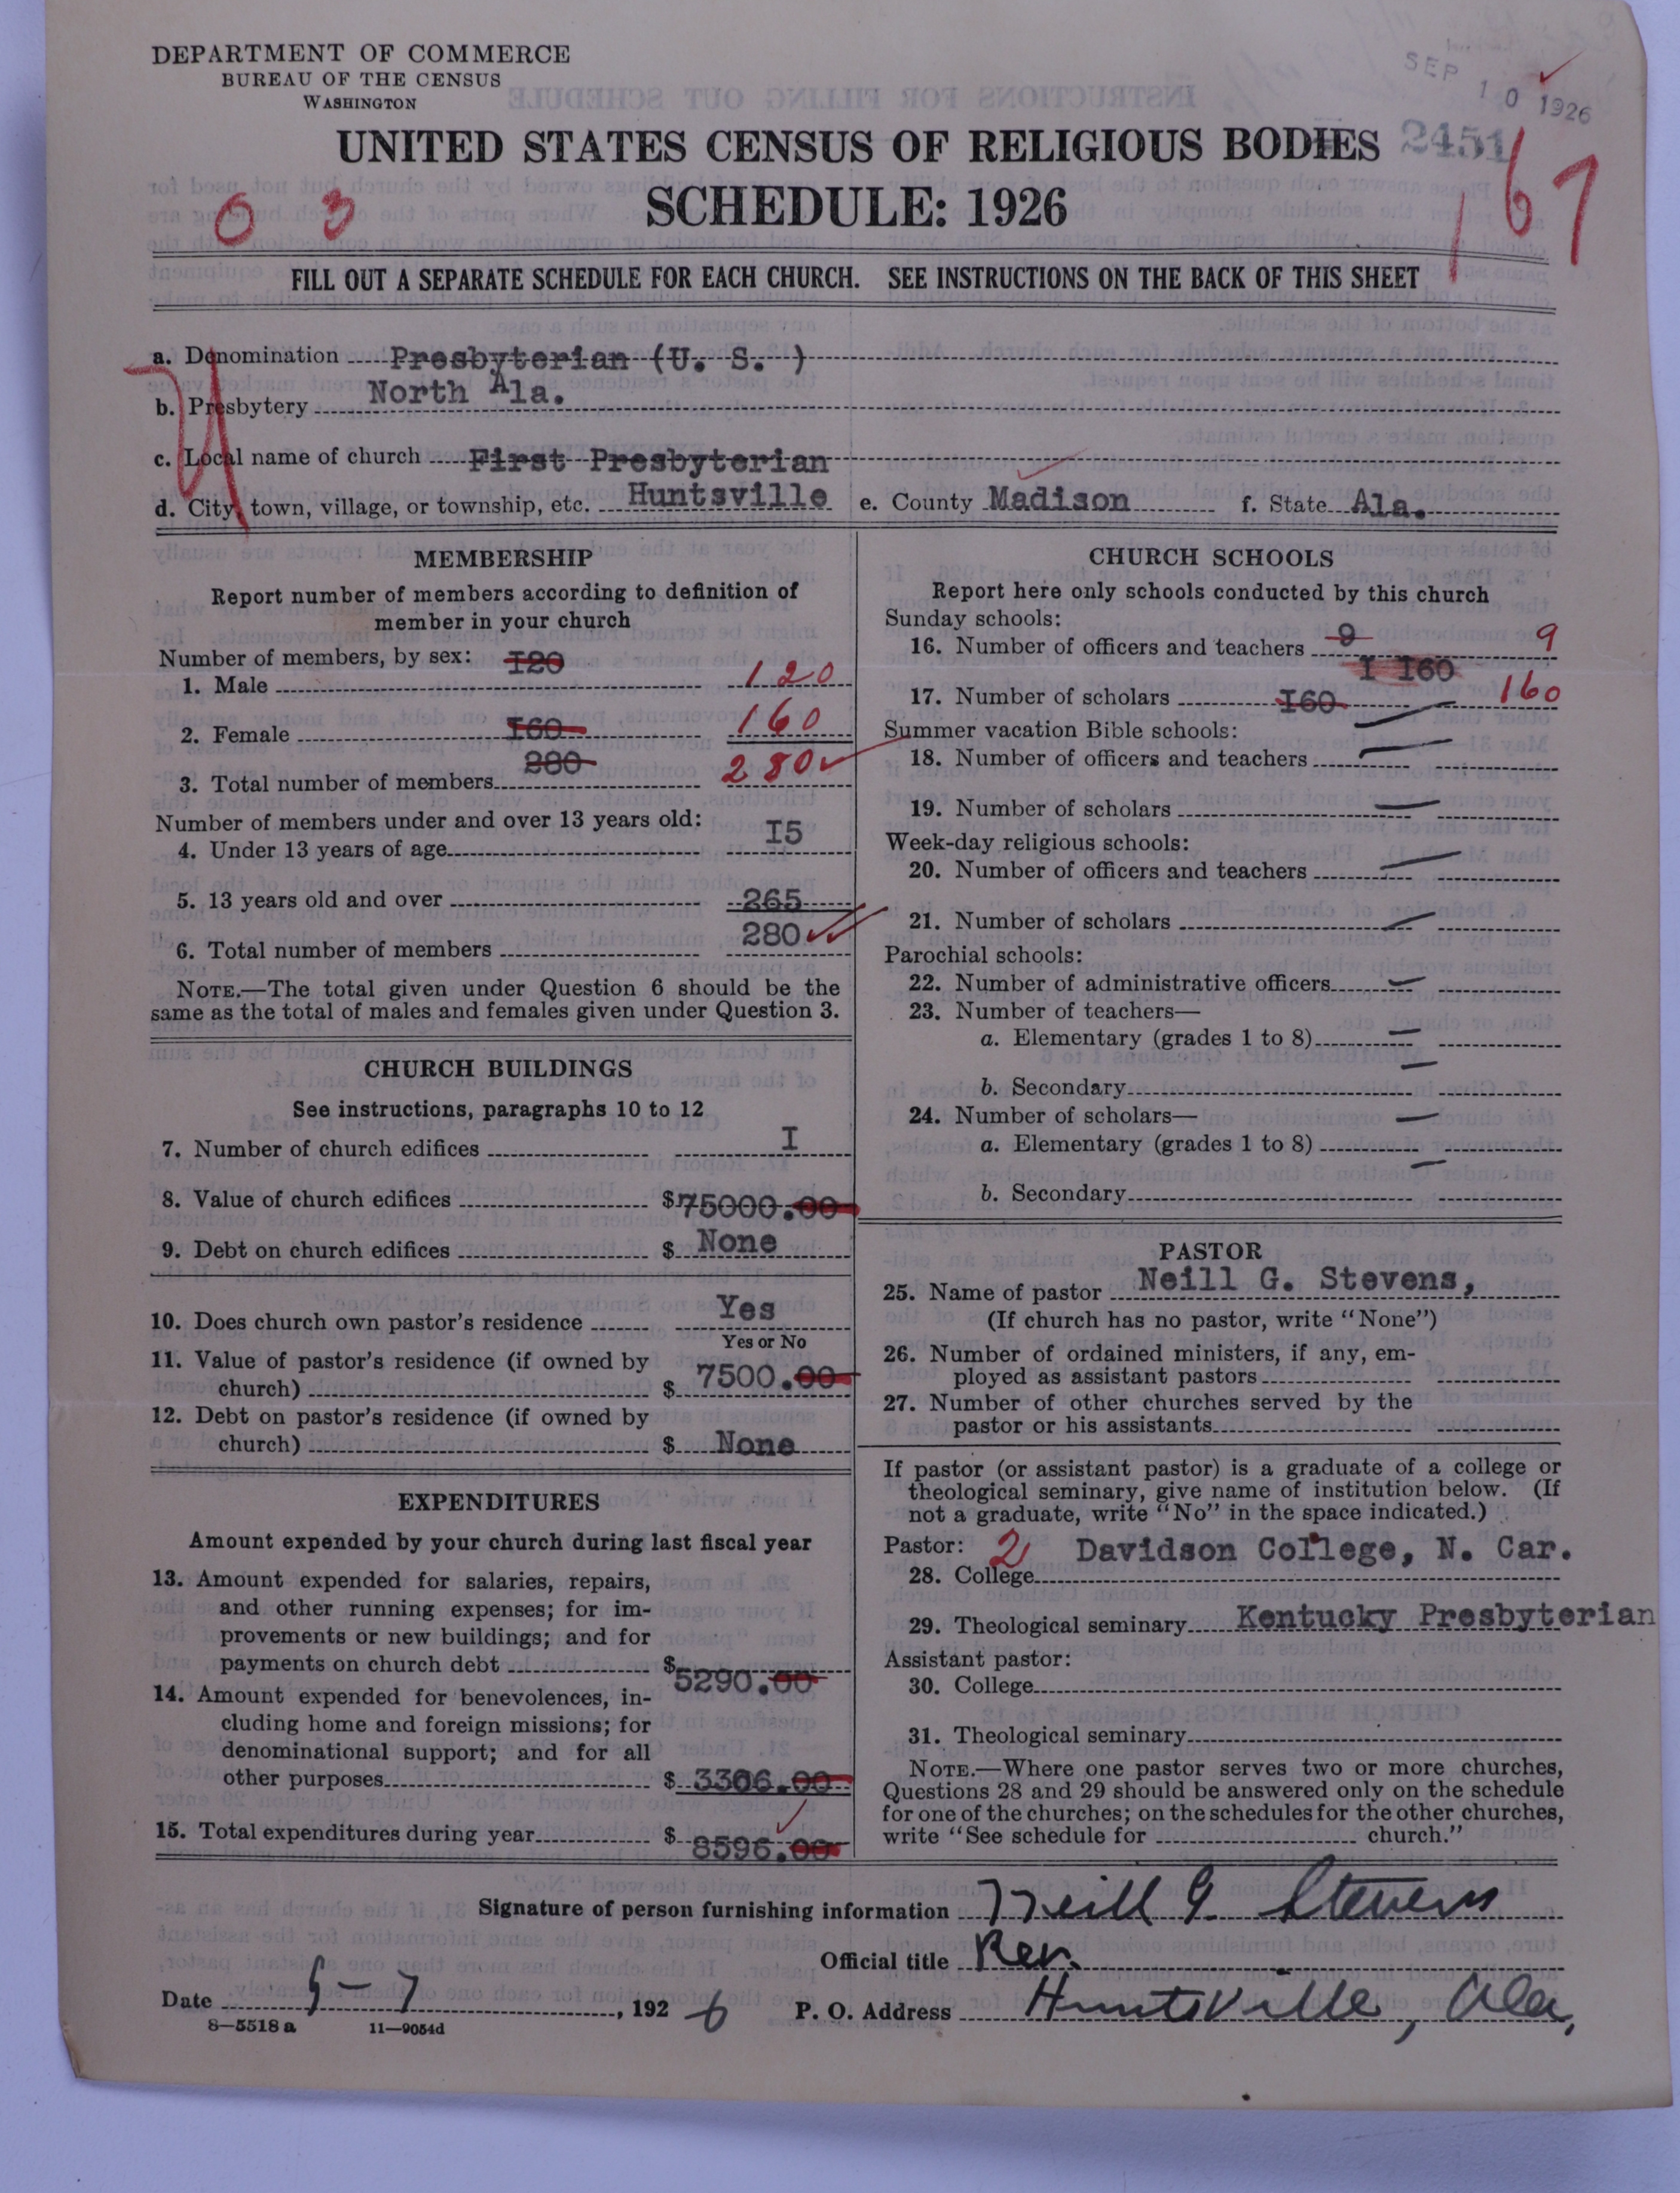 DEPARTMENT OF COMMERCE
BUREAU OF THE CENSUS
WASHINGTON
SEP 10 1926
UNITED STATES CENSUS OF RELIGIOUS BODIES
2451
SCHEDULE: 1926
0 3
167
FILL OUT A SEPARATE SCHEDULE FOR EACH CHURCH. SEE INSTRUCTIONS ON THE BACK OF THIS SHEET
a. Denomination Presbyterian (U. S. )
b. Presbytery North Ala.
c. Local name of church First Presbyterian
d. City, town, village, or township, etc. Huntsville e. County Madison f. State Ala.
MEMBERSHIP
Report number of members according to definition of
member in your church
Number of members, by sex:
1. Male I20 120
2. Female I60 160
3. Total number of members 280 280
Number of members under and over 13 years old:
4. Under 13 years of age I5
5. 13 years old and over 265
6. Total number of members 280
NOTE.—The total given under Question 6 should be the
same as the total of males and females given under Question 3.
CHURCH BUILDINGS
See instructions, paragraphs 10 to 12
7. Number of church edifices I
8. Value of church edifices $75000.00
9. Debt on church edifices $ None
10. Does church own pastor's residence Yes
Yes or No
11. Value of pastor's residence (if owned by
church) $ 7500.00
12. Debt on pastor's residence (if owned by
church) $ None
EXPENDITURES
Amount expended by your church during last fiscal year
13. Amount expended for salaries, repairs,
and other running expenses; for im-
provements or new buildings; and for
payments on church debt $5290.00
14. Amount expended for benevolences, in-
cluding home and foreign missions; for
denominational support; and for all
other purposes $ 3306.00
15. Total expenditures during year $ 8596.00
CHURCH SCHOOLS
Report here only schools conducted by this church
Sunday schools:
16. Number of officers and teachers 9 9
I I60
17. Number of scholars I60 160
Summer vacation Bible schools:
18. Number of officers and teachers —
19. Number of scholars —
Week-day religious schools:
20. Number of officers and teachers —
21. Number of scholars —
Parochial schools:
22. Number of administrative officers —
23. Number of teachers—
a. Elementary (grades 1 to 8) —
b. Secondary —
24. Number of scholars—
a. Elementary (grades 1 to 8) —
b. Secondary —
PASTOR
25. Name of pastor Neill G. Stevens,
(If church has no pastor, write "None")
26. Number of ordained ministers, if any, em-
ployed as assistant pastors
27. Number of other churches served by the
pastor or his assistants
If pastor (or assistant pastor) is a graduate of a college or
theological seminary, give name of institution below. (If
not a graduate, write "No" in the space indicated.)
Pastor: 2
28. College Davidson College, N. Car.
29. Theological seminary Kentucky Presbyterian
Assistant pastor:
30. College
31. Theological seminary
NOTE.—Where one pastor serves two or more churches,
Questions 28 and 29 should be answered only on the schedule
for one of the churches; on the schedules for the other churches,
write "See schedule for church."
Signature of person furnishing information Neill G. Stevens
Official title Rev.
Date 9-7, 1926 P. O. Address Huntsville, Ala,
8—5518 a 11—9054d